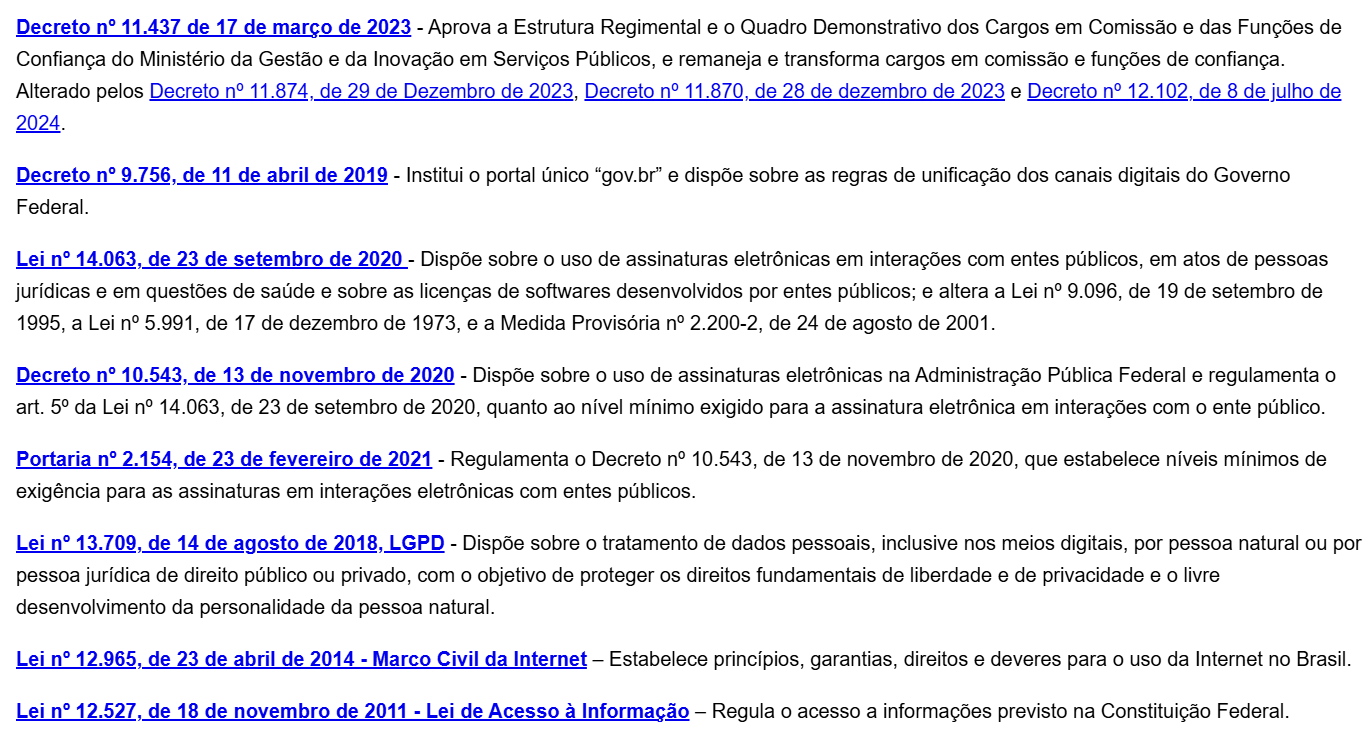 Decreto nº 11.437 de 17 de março de 2023 - Aprova a Estrutura Regimental e o Quadro Demonstrativo dos Cargos em Comissão e das Funções de
Confiança do Ministério da Gestão e da Inovação em Serviços Públicos, e remaneja e transforma cargos em comissão e funções de confiança.
Alterado pelos Decreto nº 11.874, de 29 de Dezembro de 2023, Decreto nº 11.870, de 28 de dezembro de 2023 e Decreto nº 12.102, de 8 de julho de
2024.
Decreto nº 9.756, de 11 de abril de 2019 - Institui o portal único “gov.br” e dispõe sobre as regras de unificação dos canais digitais do Governo
Federal.
Lei nº 14.063, de 23 de setembro de 2020 - Dispõe sobre o uso de assinaturas eletrônicas em interações com entes públicos, em atos de pessoas
jurídicas e em questões de saúde e sobre as licenças de softwares desenvolvidos por entes públicos; e altera a Lei nº 9.096, de 19 de setembro de
1995, a Lei nº 5.991, de 17 de dezembro de 1973, e a Medida Provisória nº 2.200-2, de 24 de agosto de 2001.
Decreto nº 10.543, de 13 de novembro de 2020 - Dispõe sobre o uso de assinaturas eletrônicas na Administração Pública Federal e regulamenta o
art. 5º da Lei nº 14.063, de 23 de setembro de 2020, quanto ao nível mínimo exigido para a assinatura eletrônica em interações com o ente público.
Portaria nº 2.154, de 23 de fevereiro de 2021 - Regulamenta o Decreto nº 10.543, de 13 de novembro de 2020, que estabelece níveis mínimos de
exigência para as assinaturas em interações eletrônicas com entes públicos.
Lei nº 13.709, de 14 de agosto de 2018, LGPD - Dispõe sobre o tratamento de dados pessoais, inclusive nos meios digitais, por pessoa natural ou por
pessoa jurídica de direito público ou privado, com o objetivo de proteger os direitos fundamentais de liberdade e de privacidade e o livre
desenvolvimento da personalidade da pessoa natural.
Lei nº 12.965, de 23 de abril de 2014 - Marco Civil da Internet – Estabelece princípios, garantias, direitos e deveres para o uso da Internet no Brasil.
Lei nº 12.527, de 18 de novembro de 2011 - Lei de Acesso à Informação – Regula o acesso a informações previsto na Constituição Federal.